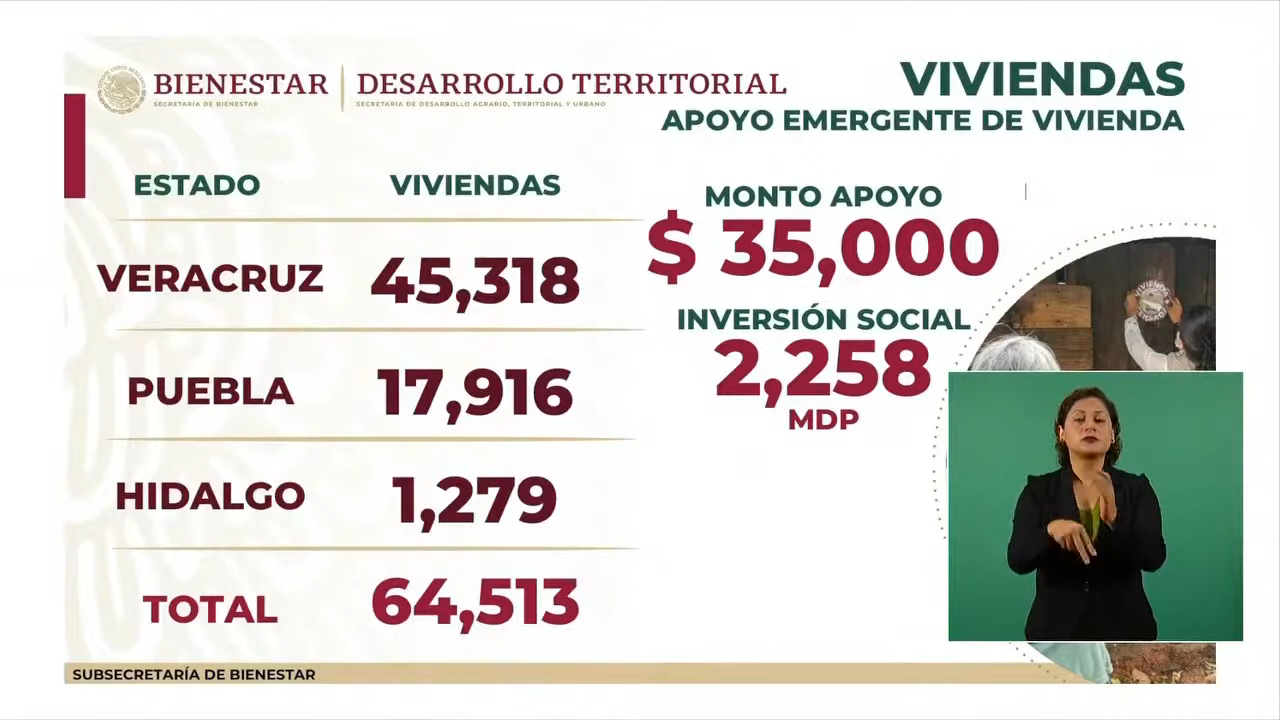 BIENESTAR
SECRETARÍA DE BIENESTAR
DESARROLLO TERRITORIAL
SECRETARÍA DE DESARROLLO AGRARIO, TERRITORIAL Y URBANO
VIVIENDAS
APOYO EMERGENTE DE VIVIENDA
ESTADO VIVIENDAS
VERACRUZ 45,318
PUEBLA 17,916
HIDALGO 1,279
TOTAL 64,513
MONTO APOYO
$ 35,000
INVERSIÓN SOCIAL
2,258
MDP
SUBSECRETARÍA DE BIENESTAR